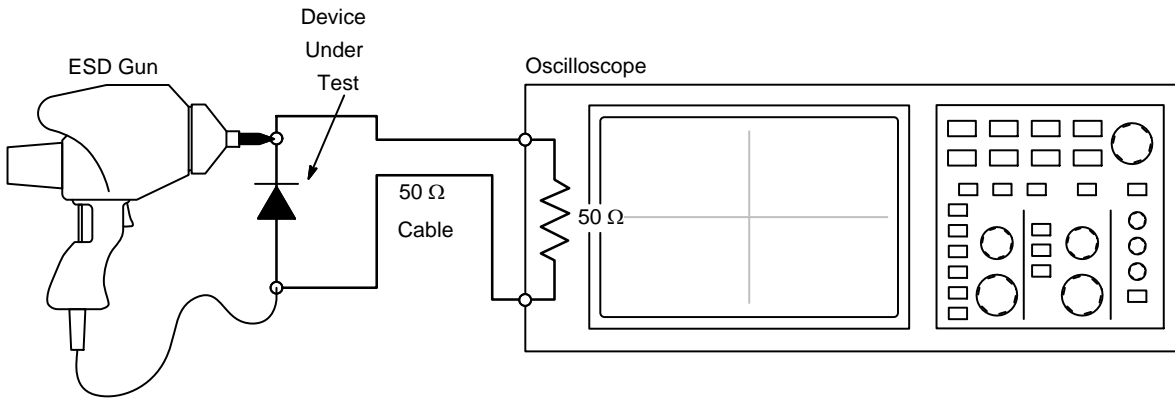 Device
Under
Test
ESD Gun
Oscilloscope
50 Ω
Cable
50 Ω